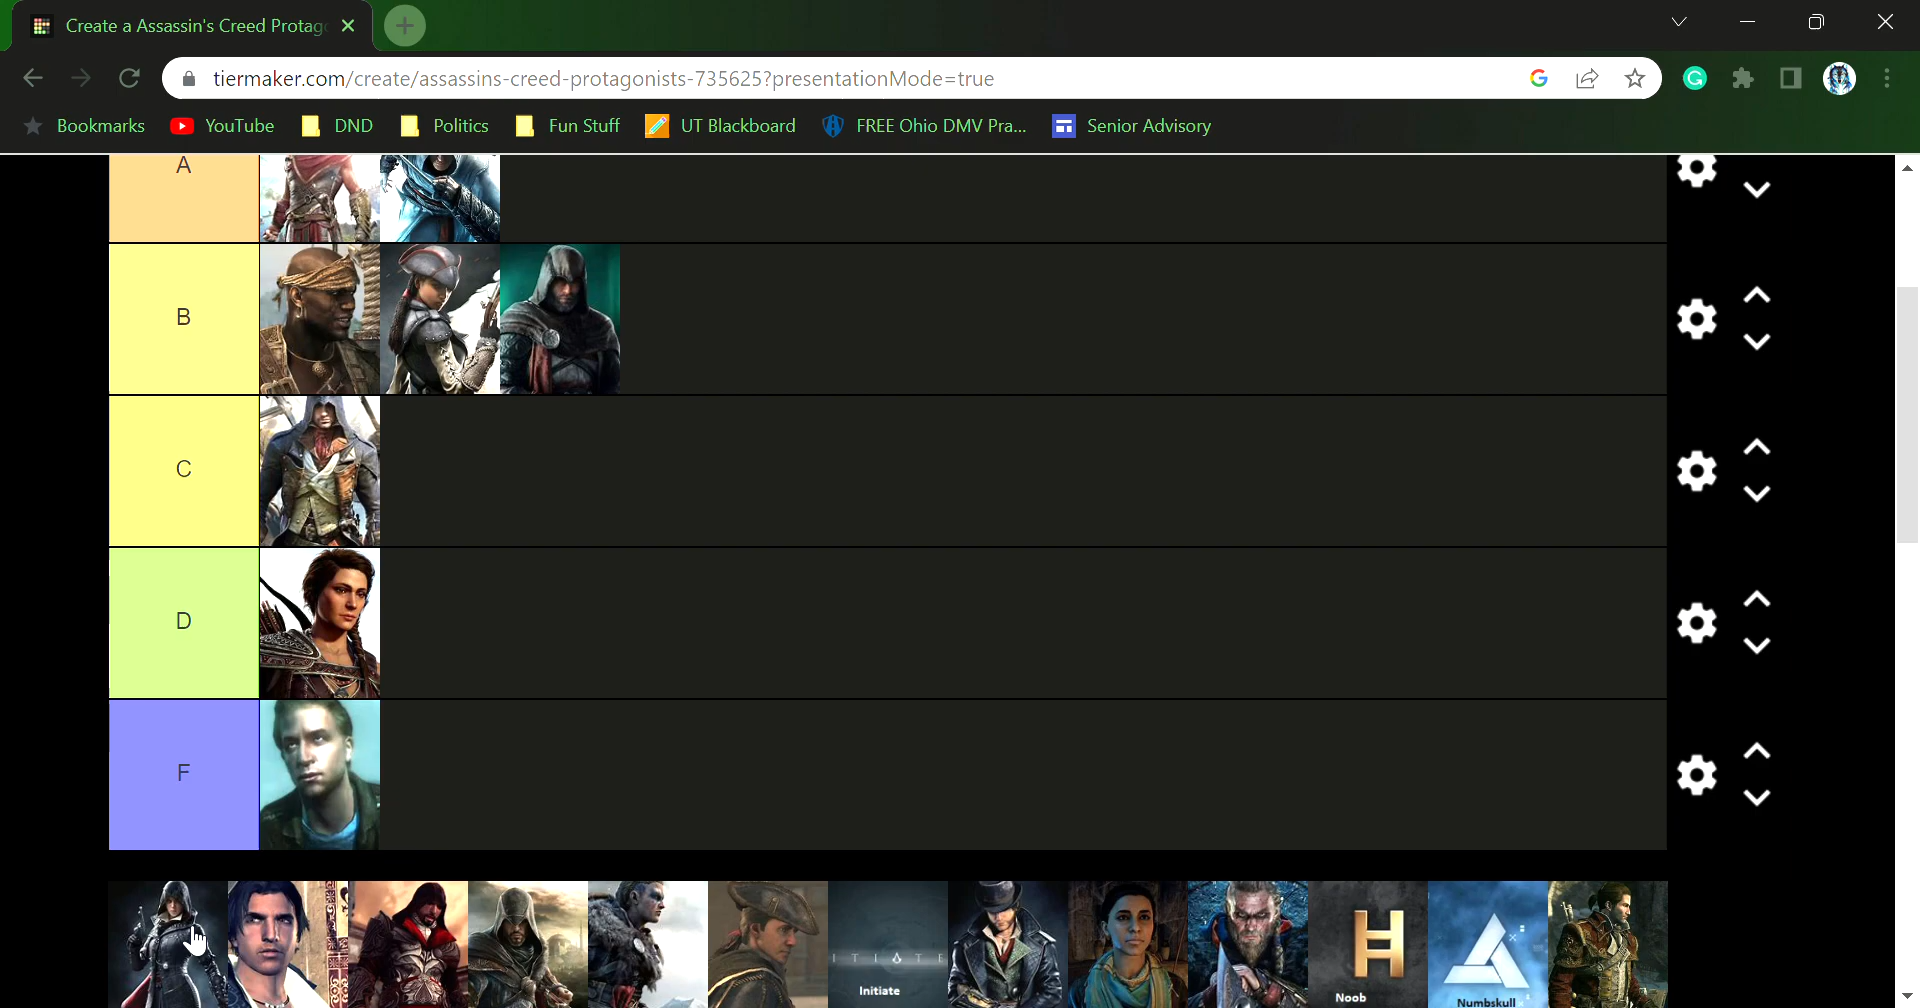 Create a Assassin's Creed Protag
tiermaker.com/create/assassins-creed-protagonists-735625?presentationMode=true
Bookmarks YouTube DND Politics Fun Stuff UT Blackboard FREE Ohio DMV Pra... Senior Advisory
A
B
C
D
F
Initiate
Noob
Numbskull